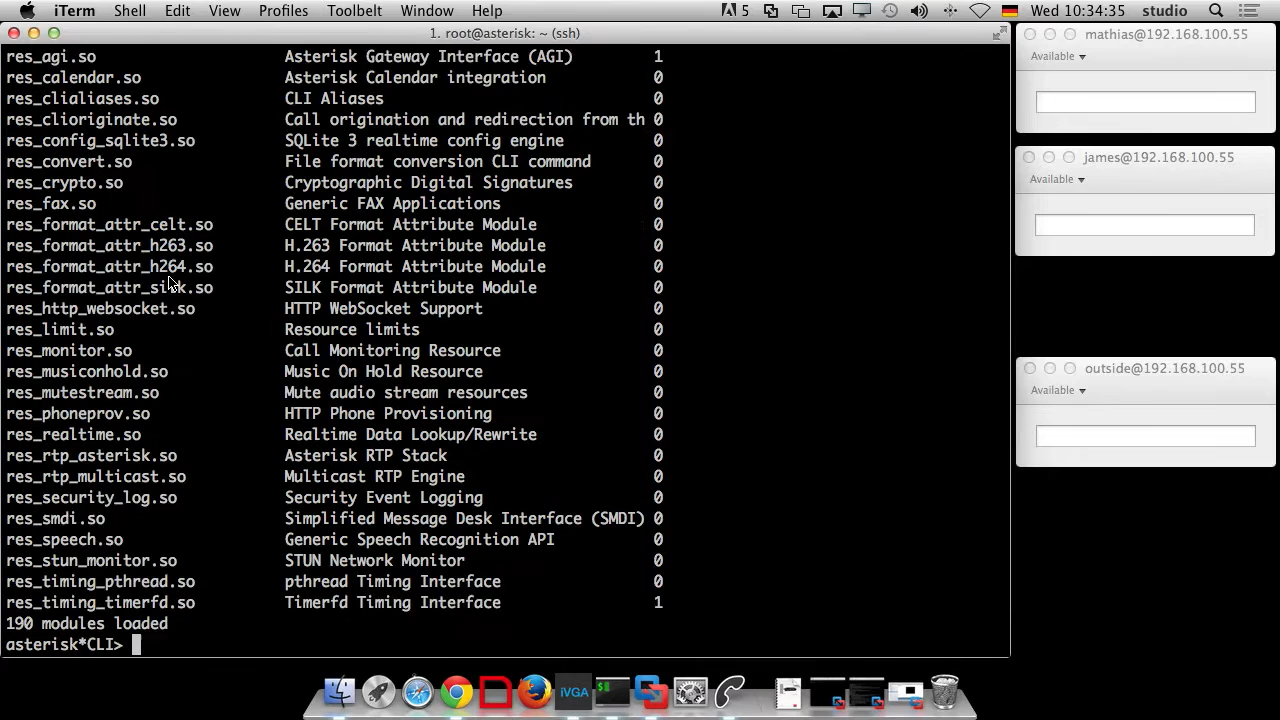 iTerm Shell Edit View Profiles Toolbelt Window Help 5 Wed 10:34:35 studio
1. root@asterisk: ~ (ssh)
res_agi.so Asterisk Gateway Interface (AGI) 1
res_calendar.so Asterisk Calendar integration 0
res_clialiases.so CLI Aliases 0
res_clioriginate.so Call origination and redirection from th 0
res_config_sqlite3.so SQLite 3 realtime config engine 0
res_convert.so File format conversion CLI command 0
res_crypto.so Cryptographic Digital Signatures 0
res_fax.so Generic FAX Applications 0
res_format_attr_celt.so CELT Format Attribute Module 0
res_format_attr_h263.so H.263 Format Attribute Module 0
res_format_attr_h264.so H.264 Format Attribute Module 0
res_format_attr_silk.so SILK Format Attribute Module 0
res_http_websocket.so HTTP WebSocket Support 0
res_limit.so Resource limits 0
res_monitor.so Call Monitoring Resource 0
res_musiconhold.so Music On Hold Resource 0
res_mutestream.so Mute audio stream resources 0
res_phoneprov.so HTTP Phone Provisioning 0
res_realtime.so Realtime Data Lookup/Rewrite 0
res_rtp_asterisk.so Asterisk RTP Stack 0
res_rtp_multicast.so Multicast RTP Engine 0
res_security_log.so Security Event Logging 0
res_smdi.so Simplified Message Desk Interface (SMDI) 0
res_speech.so Generic Speech Recognition API 0
res_stun_monitor.so STUN Network Monitor 0
res_timing_pthread.so pthread Timing Interface 0
res_timing_timerfd.so Timerfd Timing Interface 1
190 modules loaded
asterisk*CLI>
mathias@192.168.100.55
Available
james@192.168.100.55
Available
outside@192.168.100.55
Available
iVGA